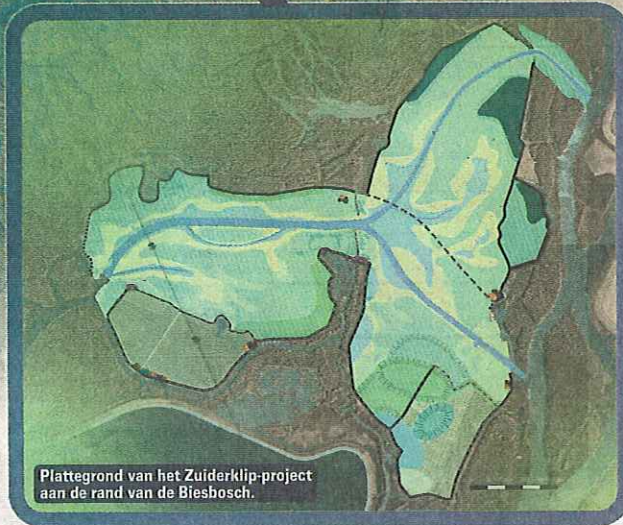 Plattegrond van het Zuiderklip-project
aan de rand van de Biesbosch.